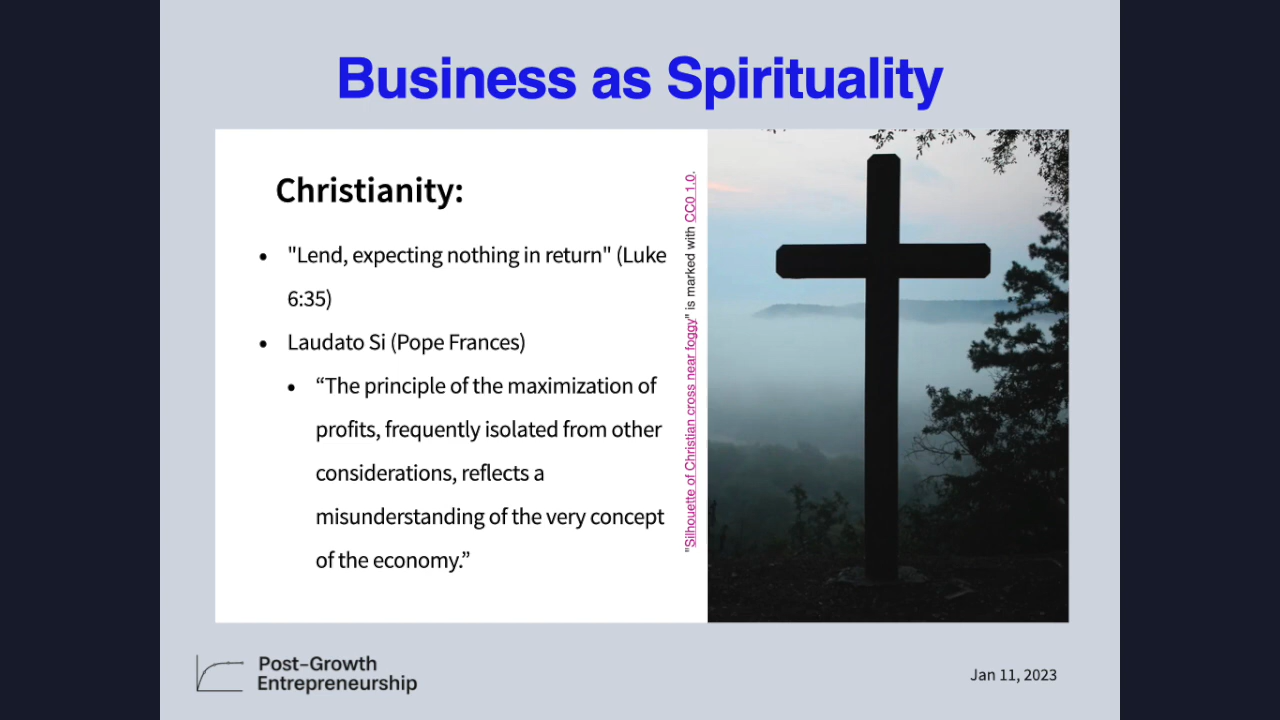 Business as Spirituality
Christianity:
• "Lend, expecting nothing in return" (Luke
6:35)
• Laudato Si (Pope Frances)
• “The principle of the maximization of
profits, frequently isolated from other
considerations, reflects a
misunderstanding of the very concept
of the economy.”
"Silhouette of Christian cross near foggy" is marked with CC0 1.0.
Post-Growth
Entrepreneurship
Jan 11, 2023